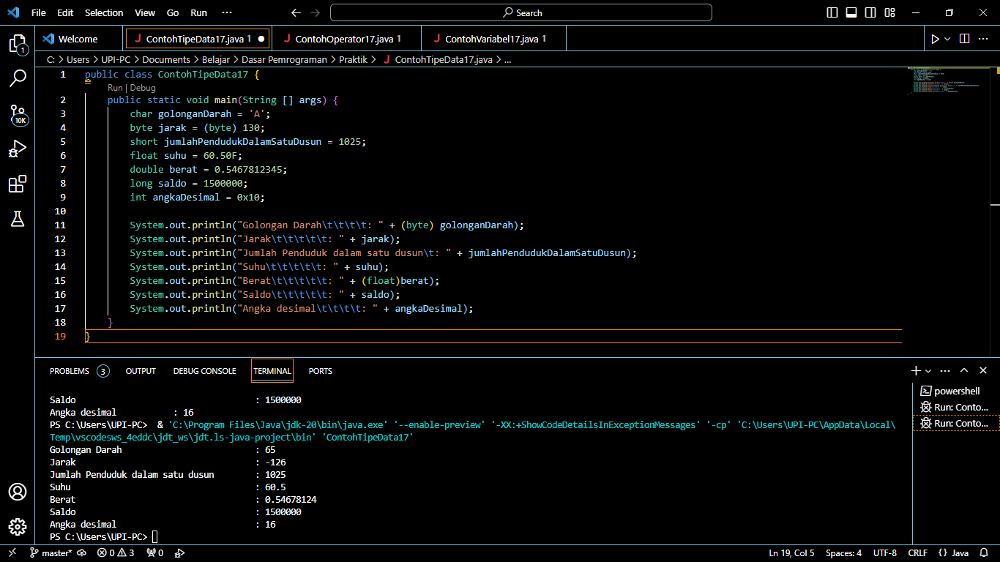 File Edit Selection View Go Run ··· Search
Welcome ContohTipeData17.java 1 ContohOperator17.java 1 ContohVariabel17.java 1
C: > Users > UPI-PC > Documents > Belajar > Dasar Pemrograman > Praktik > ContohTipeData17.java > ...
1 public class ContohTipeData17 {
Run | Debug
2 public static void main(String [] args) {
3 char golonganDarah = 'A';
4 byte jarak = (byte) 130;
5 short jumlahPendudukDalamSatuDusun = 1025;
6 float suhu = 60.50F;
7 double berat = 0.5467812345;
8 long saldo = 1500000;
9 int angkaDesimal = 0x10;
10
11 System.out.println("Golongan Darah\t\t\t\t: " + (byte) golonganDarah);
12 System.out.println("Jarak\t\t\t\t\t: " + jarak);
13 System.out.println("Jumlah Penduduk dalam satu dusun\t: " + jumlahPendudukDalamSatuDusun);
14 System.out.println("Suhu\t\t\t\t\t: " + suhu);
15 System.out.println("Berat\t\t\t\t\t: " + (float)berat);
16 System.out.println("Saldo\t\t\t\t\t: " + saldo);
17 System.out.println("Angka desimal\t\t\t\t: " + angkaDesimal);
18 }
19 }
1
10K
PROBLEMS 3 OUTPUT DEBUG CONSOLE TERMINAL PORTS
Saldo : 1500000
Angka desimal : 16
PS C:\Users\UPI-PC> & 'C:\Program Files\Java\jdk-20\bin\java.exe' '--enable-preview' '-XX:+ShowCodeDetailsInExceptionMessages' '-cp' 'C:\Users\UPI-PC\AppData\Local\
Temp\vscodesws_4eddc\jdt_ws\jdt.ls-java-project\bin' 'ContohTipeData17'
Golongan Darah : 65
Jarak : -126
Jumlah Penduduk dalam satu dusun : 1025
Suhu : 60.5
Berat : 0.54678124
Saldo : 1500000
Angka desimal : 16
PS C:\Users\UPI-PC>
powershell
Run: Conto...
Run: Conto...
master* 0 3 0 Ln 19, Col 5 Spaces: 4 UTF-8 CRLF {} Java